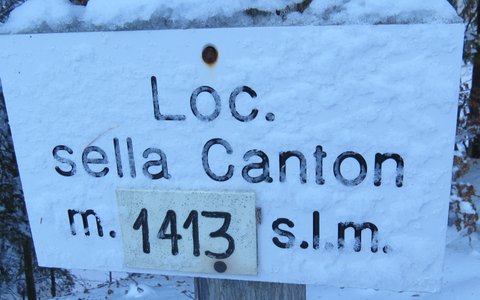 Loc.
sella Canton
m. 1413 s.l.m.